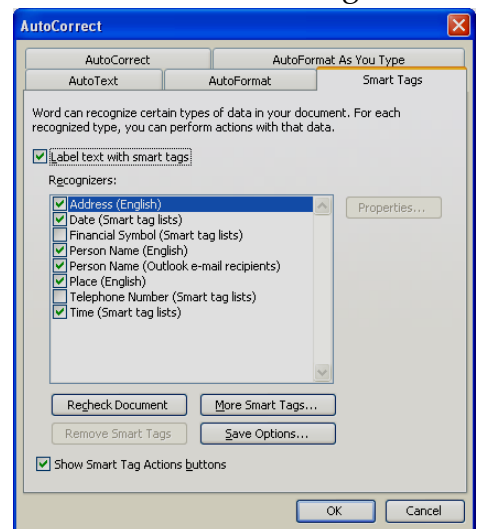 AutoCorrect
AutoCorrect
AutoFormat As You Type
AutoText
AutoFormat
Smart Tags
Word can recognize certain types of data in your document. For each
recognized type, you can perform actions with that data.
Label text with smart tags
Recognizers:
Address (English)
Date (Smart tag lists)
Financial Symbol (Smart tag lists)
Person Name (English)
Person Name (Outlook e-mail recipients)
Place (English)
Telephone Number (Smart tag lists)
Time (Smart tag lists)
Properties...
Recheck Document
More Smart Tags...
Remove Smart Tags
Save Options...
Show Smart Tag Actions buttons
OK
Cancel